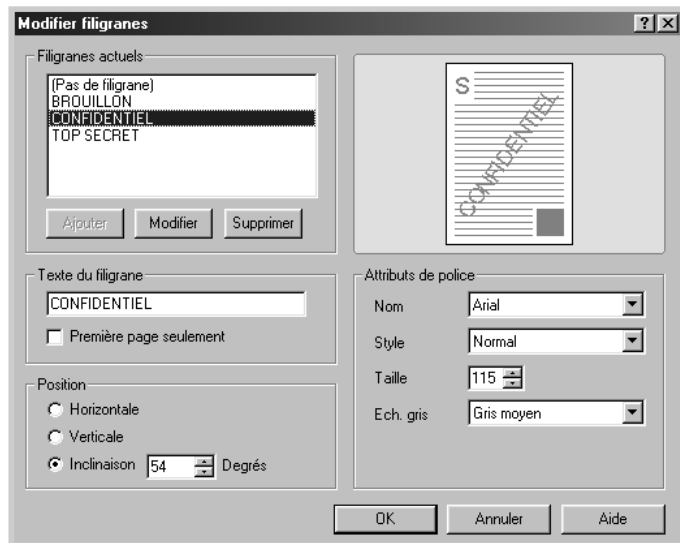 Modifier filigranes
Filigranes actuels
(Pas de filigrane)
BROUILLON
CONFIDENTIEL
TOP SECRET
Ajouter Modifier Supprimer
S
CONFIDENTIEL
Texte du filigrane
CONFIDENTIEL
Première page seulement
Position
Horizontale
Verticale
Inclinaison 54 Degrés
Attributs de police
Nom Arial
Style Normal
Taille 115
Ech. gris Gris moyen
OK Annuler Aide